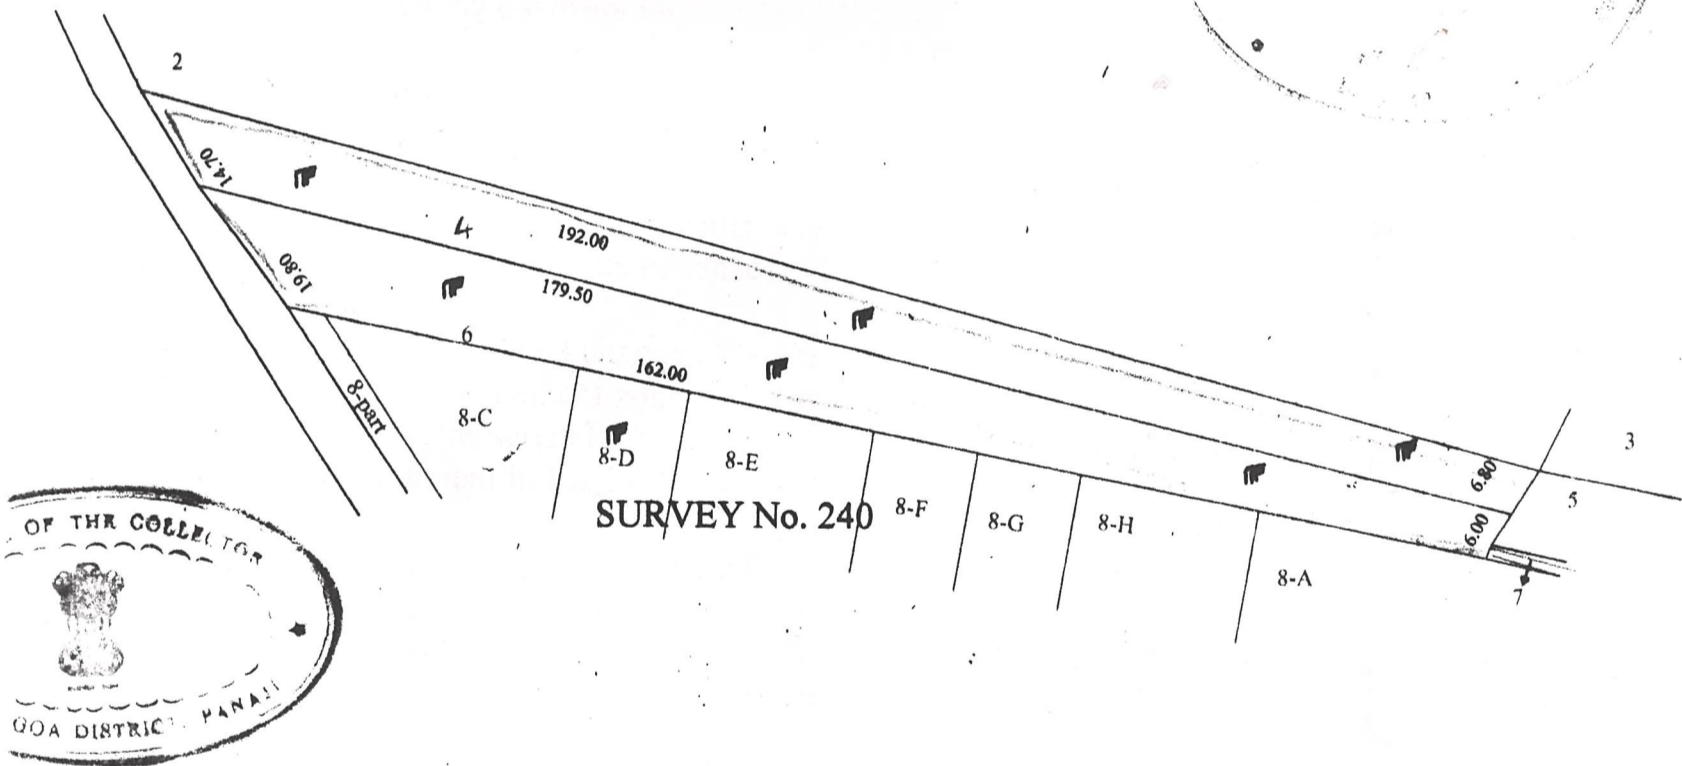 2
14.70
4
192.00
19.80
179.50
6
162.00
8-part
8-C
8-D
8-E
SURVEY No. 240
8-F
8-G
8-H
8-A
6.80
6.00
3
5
7
OF THR COLLECTOR
GOA DISTRICT, PANAJI